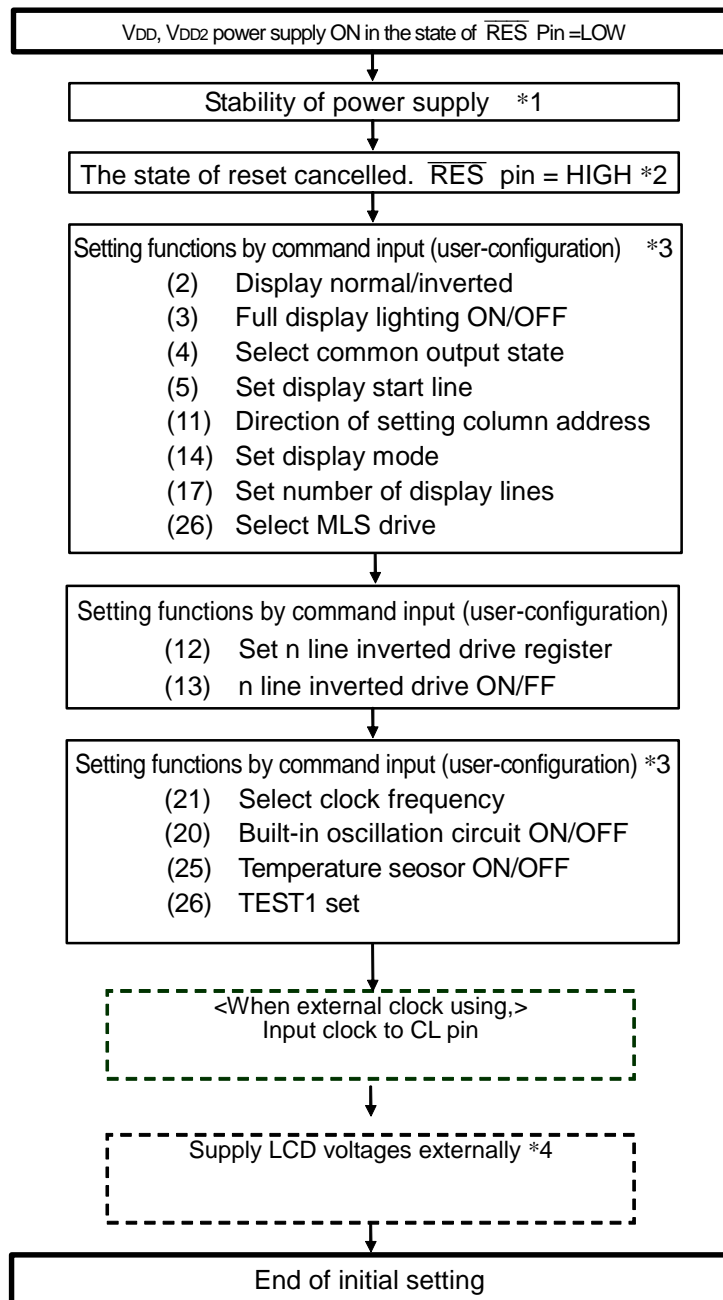 VDD, VDD2 power supply ON in the state of RES Pin =LOW
Stability of power supply *1
The state of reset cancelled. RES pin = HIGH *2
Setting functions by command input (user-configuration) *3
(2) Display normal/inverted
(3) Full display lighting ON/OFF
(4) Select common output state
(5) Set display start line
(11) Direction of setting column address
(14) Set display mode
(17) Set number of display lines
(26) Select MLS drive
Setting functions by command input (user-configuration)
(12) Set n line inverted drive register
(13) n line inverted drive ON/FF
Setting functions by command input (user-configuration) *3
(21) Select clock frequency
(20) Built-in oscillation circuit ON/OFF
(25) Temperature seosor ON/OFF
(26) TEST1 set
<When external clock using,>
Input clock to CL pin
Supply LCD voltages externally *4
End of initial setting